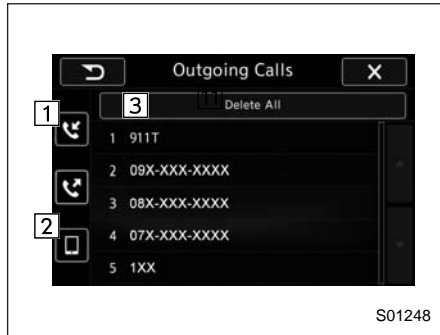 Outgoing Calls
X
3
11
Delete All
1
1 911T
2 09X-XXX-XXXX
3 08X-XXX-XXXX
2
4 07X-XXX-XXXX
5 1XX
S01248